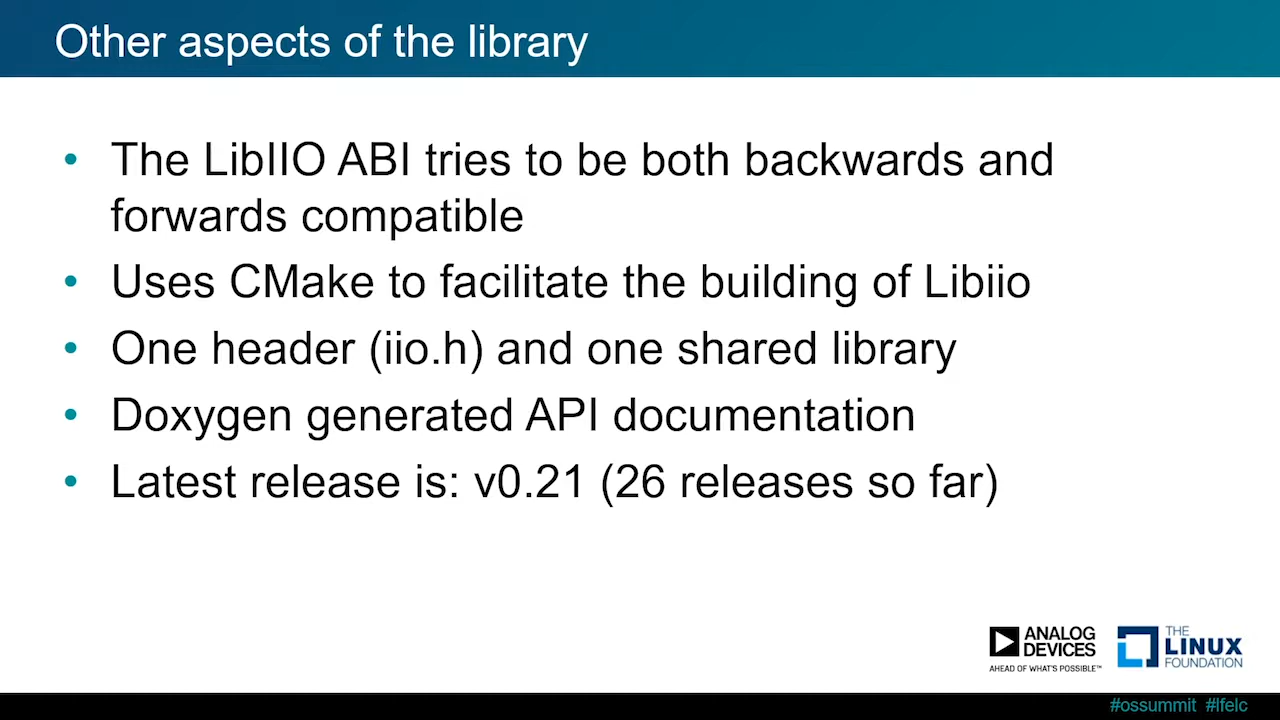 Other aspects of the library
• The LibIIO ABI tries to be both backwards and
forwards compatible
• Uses CMake to facilitate the building of Libiio
• One header (iio.h) and one shared library
• Doxygen generated API documentation
• Latest release is: v0.21 (26 releases so far)
ANALOG
DEVICES
AHEAD OF WHAT'S POSSIBLE™
THE
LINUX
FOUNDATION
#ossummit #lfelc